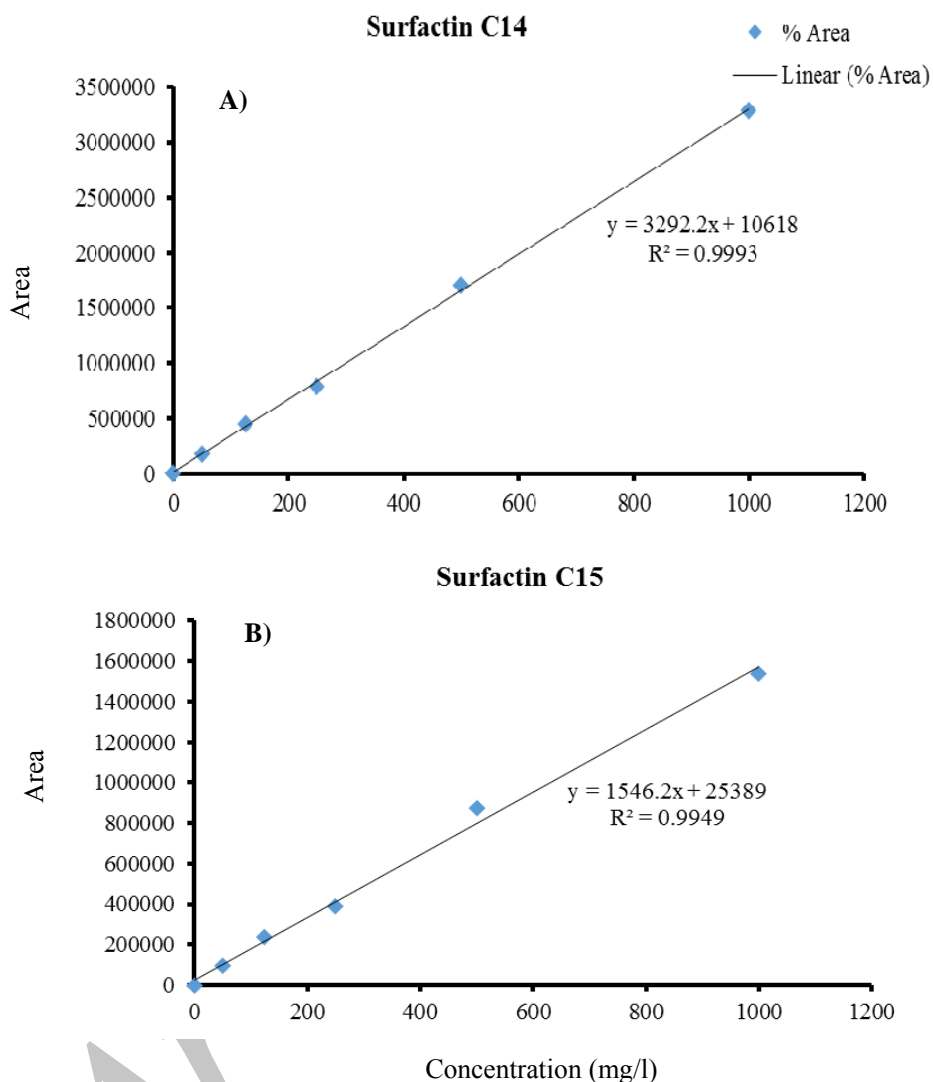 Surfactin C14
% Area
Linear (% Area)
A)
3500000
3000000
2500000
2000000
1500000
1000000
500000
0
Area
y = 3292.2x + 10618
R² = 0.9993
0 200 400 600 800 1000 1200
Surfactin C15
B)
1800000
1600000
1400000
1200000
1000000
800000
600000
400000
200000
0
Area
y = 1546.2x + 25389
R² = 0.9949
0 200 400 600 800 1000 1200
Concentration (mg/l)